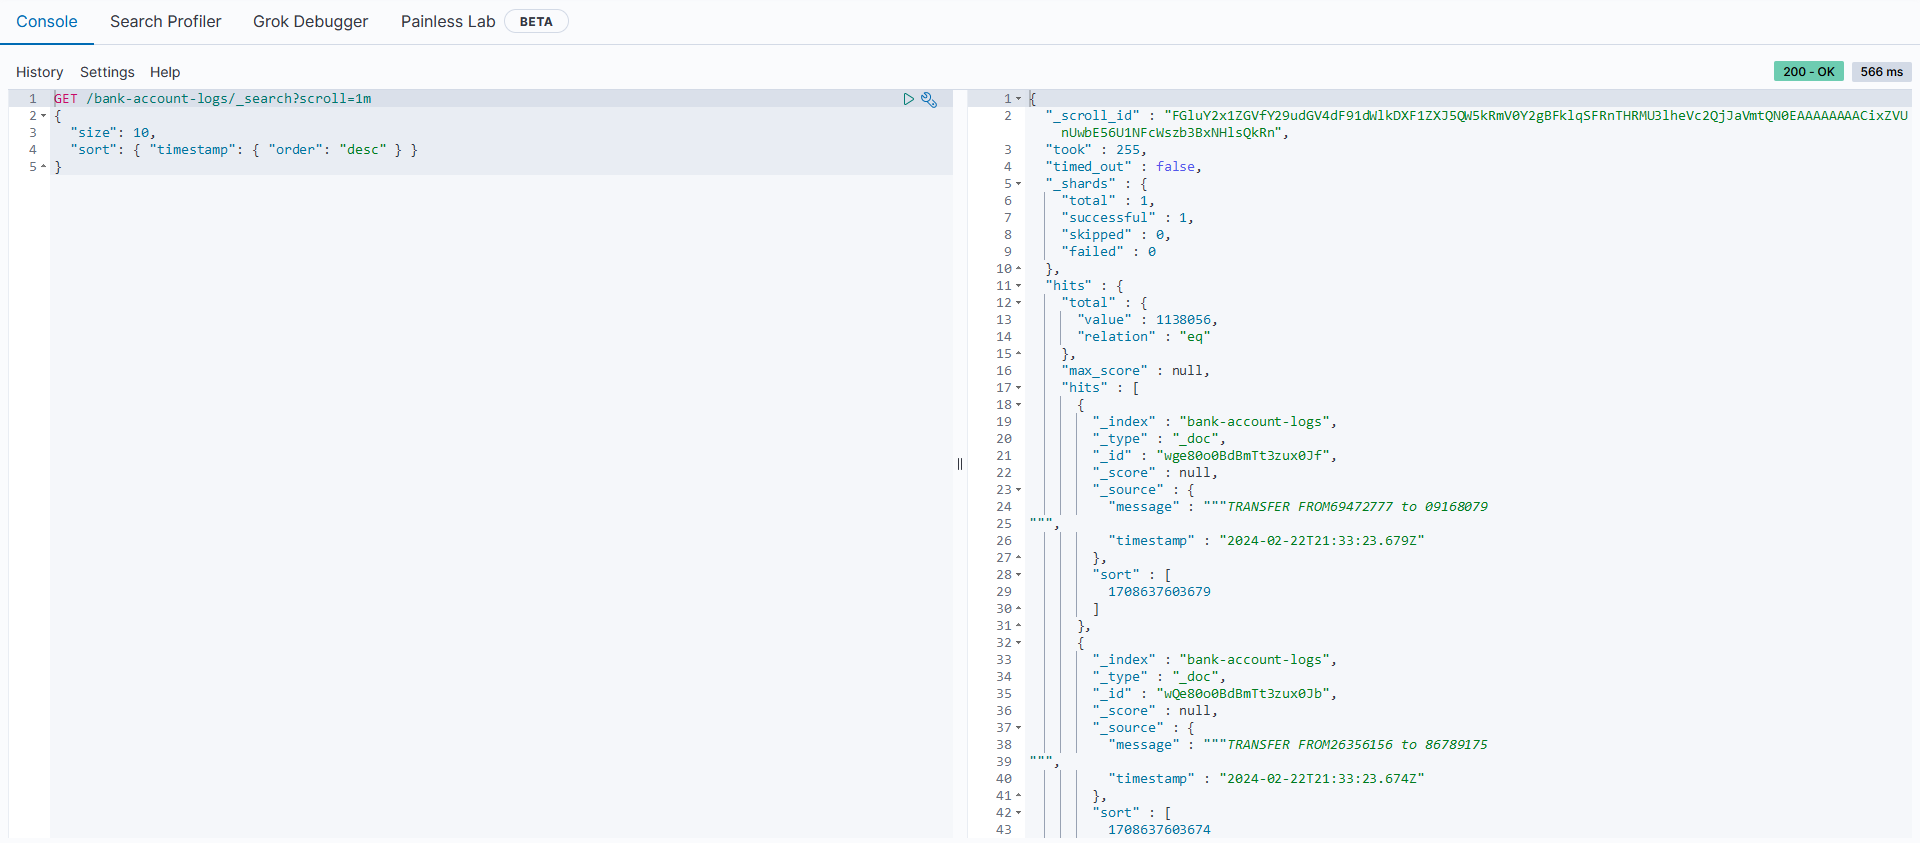 Console Search Profiler Grok Debugger Painless Lab BETA
History Settings Help
200 - OK 566 ms
1 GET /bank-account-logs/_search?scroll=1m
2 {
3 "size": 10,
4 "sort": { "timestamp": { "order": "desc" } }
5 }
1 {
2 "_scroll_id" : "FGluY2x1ZGVfY29udGV4dF91dWlkDXF1ZXJ5QW5kRmV0Y2gBFklqSFRnTHRMU3lheVc2QjJaVmtQN0EAAAAAAAACixZVU
nUwbE56U1NFcWszb3BxNHlsQkRn",
3 "took" : 255,
4 "timed_out" : false,
5 "_shards" : {
6 "total" : 1,
7 "successful" : 1,
8 "skipped" : 0,
9 "failed" : 0
10 },
11 "hits" : {
12 "total" : {
13 "value" : 1138056,
14 "relation" : "eq"
15 },
16 "max_score" : null,
17 "hits" : [
18 {
19 "_index" : "bank-account-logs",
20 "_type" : "_doc",
21 "_id" : "wge80o0BdBmTt3zux0Jf",
22 "_score" : null,
23 "_source" : {
24 "message" : """TRANSFER FROM69472777 to 09168079
25 """,
26 "timestamp" : "2024-02-22T21:33:23.679Z"
27 },
28 "sort" : [
29 1708637603679
30 ]
31 },
32 {
33 "_index" : "bank-account-logs",
34 "_type" : "_doc",
35 "_id" : "wQe80o0BdBmTt3zux0Jb",
36 "_score" : null,
37 "_source" : {
38 "message" : """TRANSFER FROM26356156 to 86789175
39 """,
40 "timestamp" : "2024-02-22T21:33:23.674Z"
41 },
42 "sort" : [
43 1708637603674